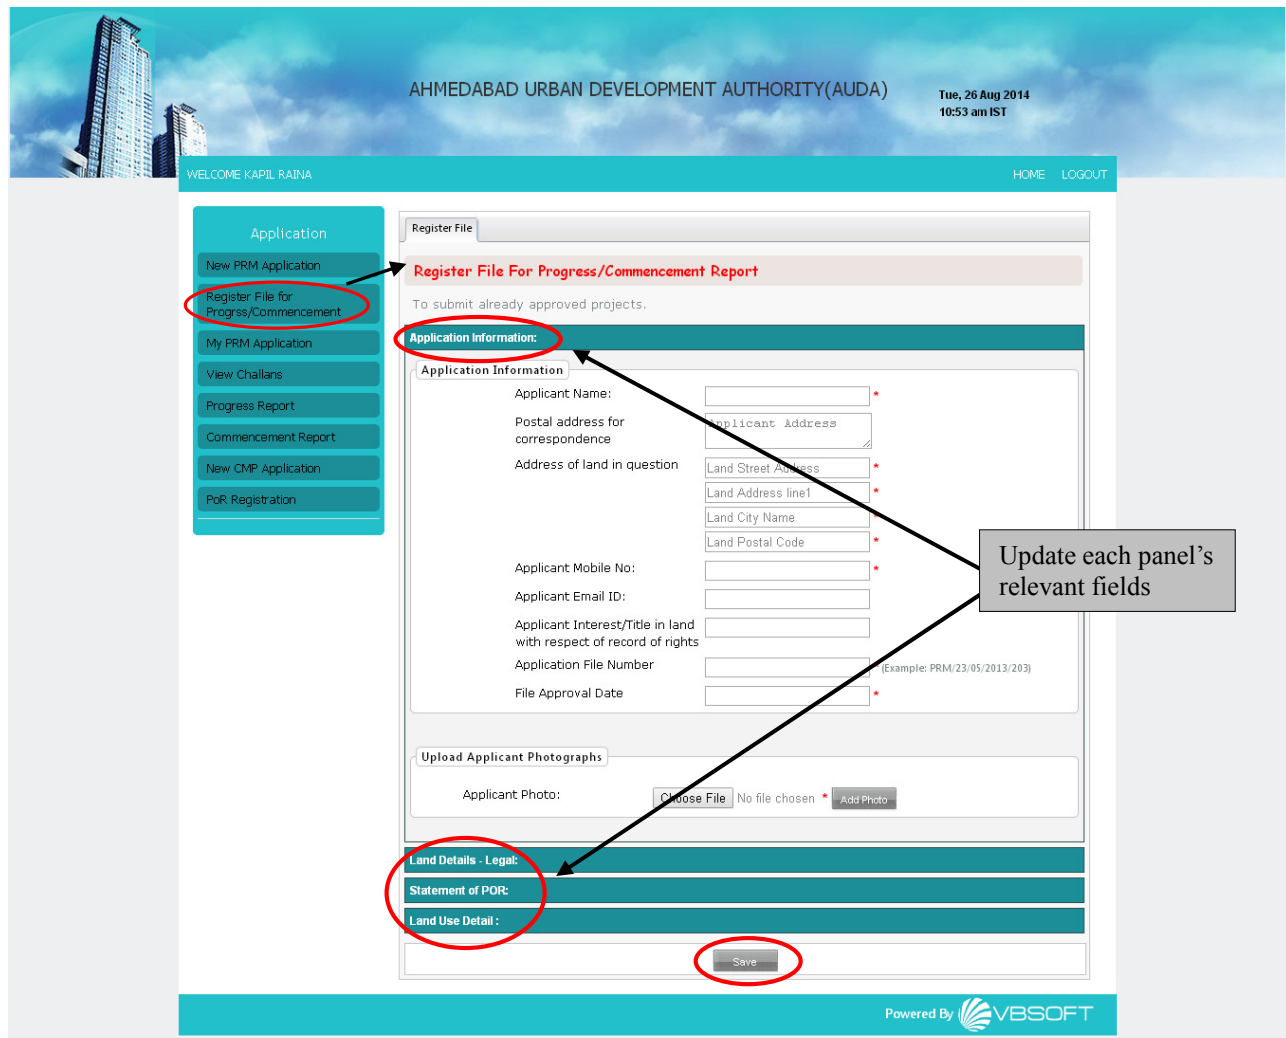 AHMEDABAD URBAN DEVELOPMENT AUTHORITY(AUDA)
Tue, 26 Aug 2014
10:53 am IST
WELCOME KAPIL RAINA
HOME LOGOUT
Application
New PRM Application
Register File for
Progrss/Commencement
My PRM Application
View Challans
Progress Report
Commencement Report
New CMP Application
PoR Registration
Register File
Register File For Progress/Commencement Report
To submit already approved projects.
Application Information:
Application Information
Applicant Name:
*
Postal address for
correspondence
Applicant Address
Address of land in question
Land Street Address *
Land Address line1 *
Land City Name *
Land Postal Code *
Applicant Mobile No: *
Applicant Email ID:
Applicant Interest/Title in land
with respect of record of rights
Application File Number * (Example: PRM/23/05/2013/203)
File Approval Date *
Update each panel’s
relevant fields
Upload Applicant Photographs
Applicant Photo: Choose File No file chosen * Add Photo
Land Details - Legal:
Statement of POR:
Land Use Detail :
Save
Powered By VBSOFT